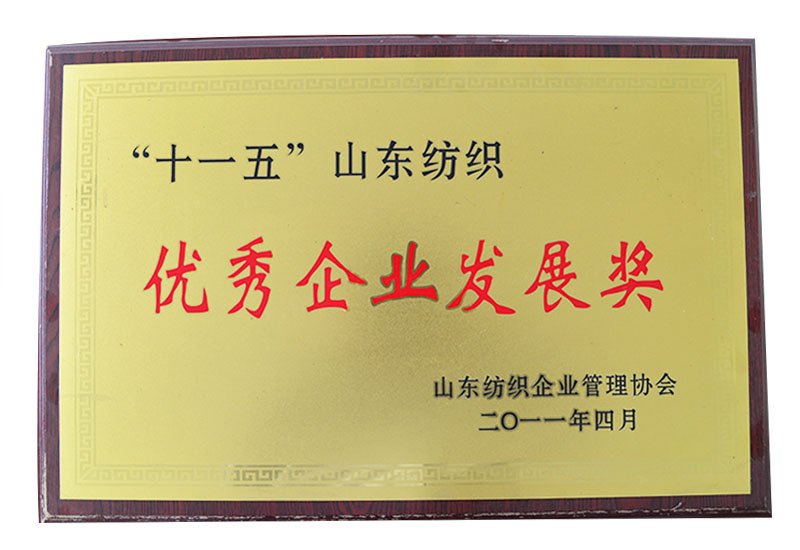 “十一五”山东纺织
优秀企业发展奖
山东纺织企业管理协会
二〇一一年四月